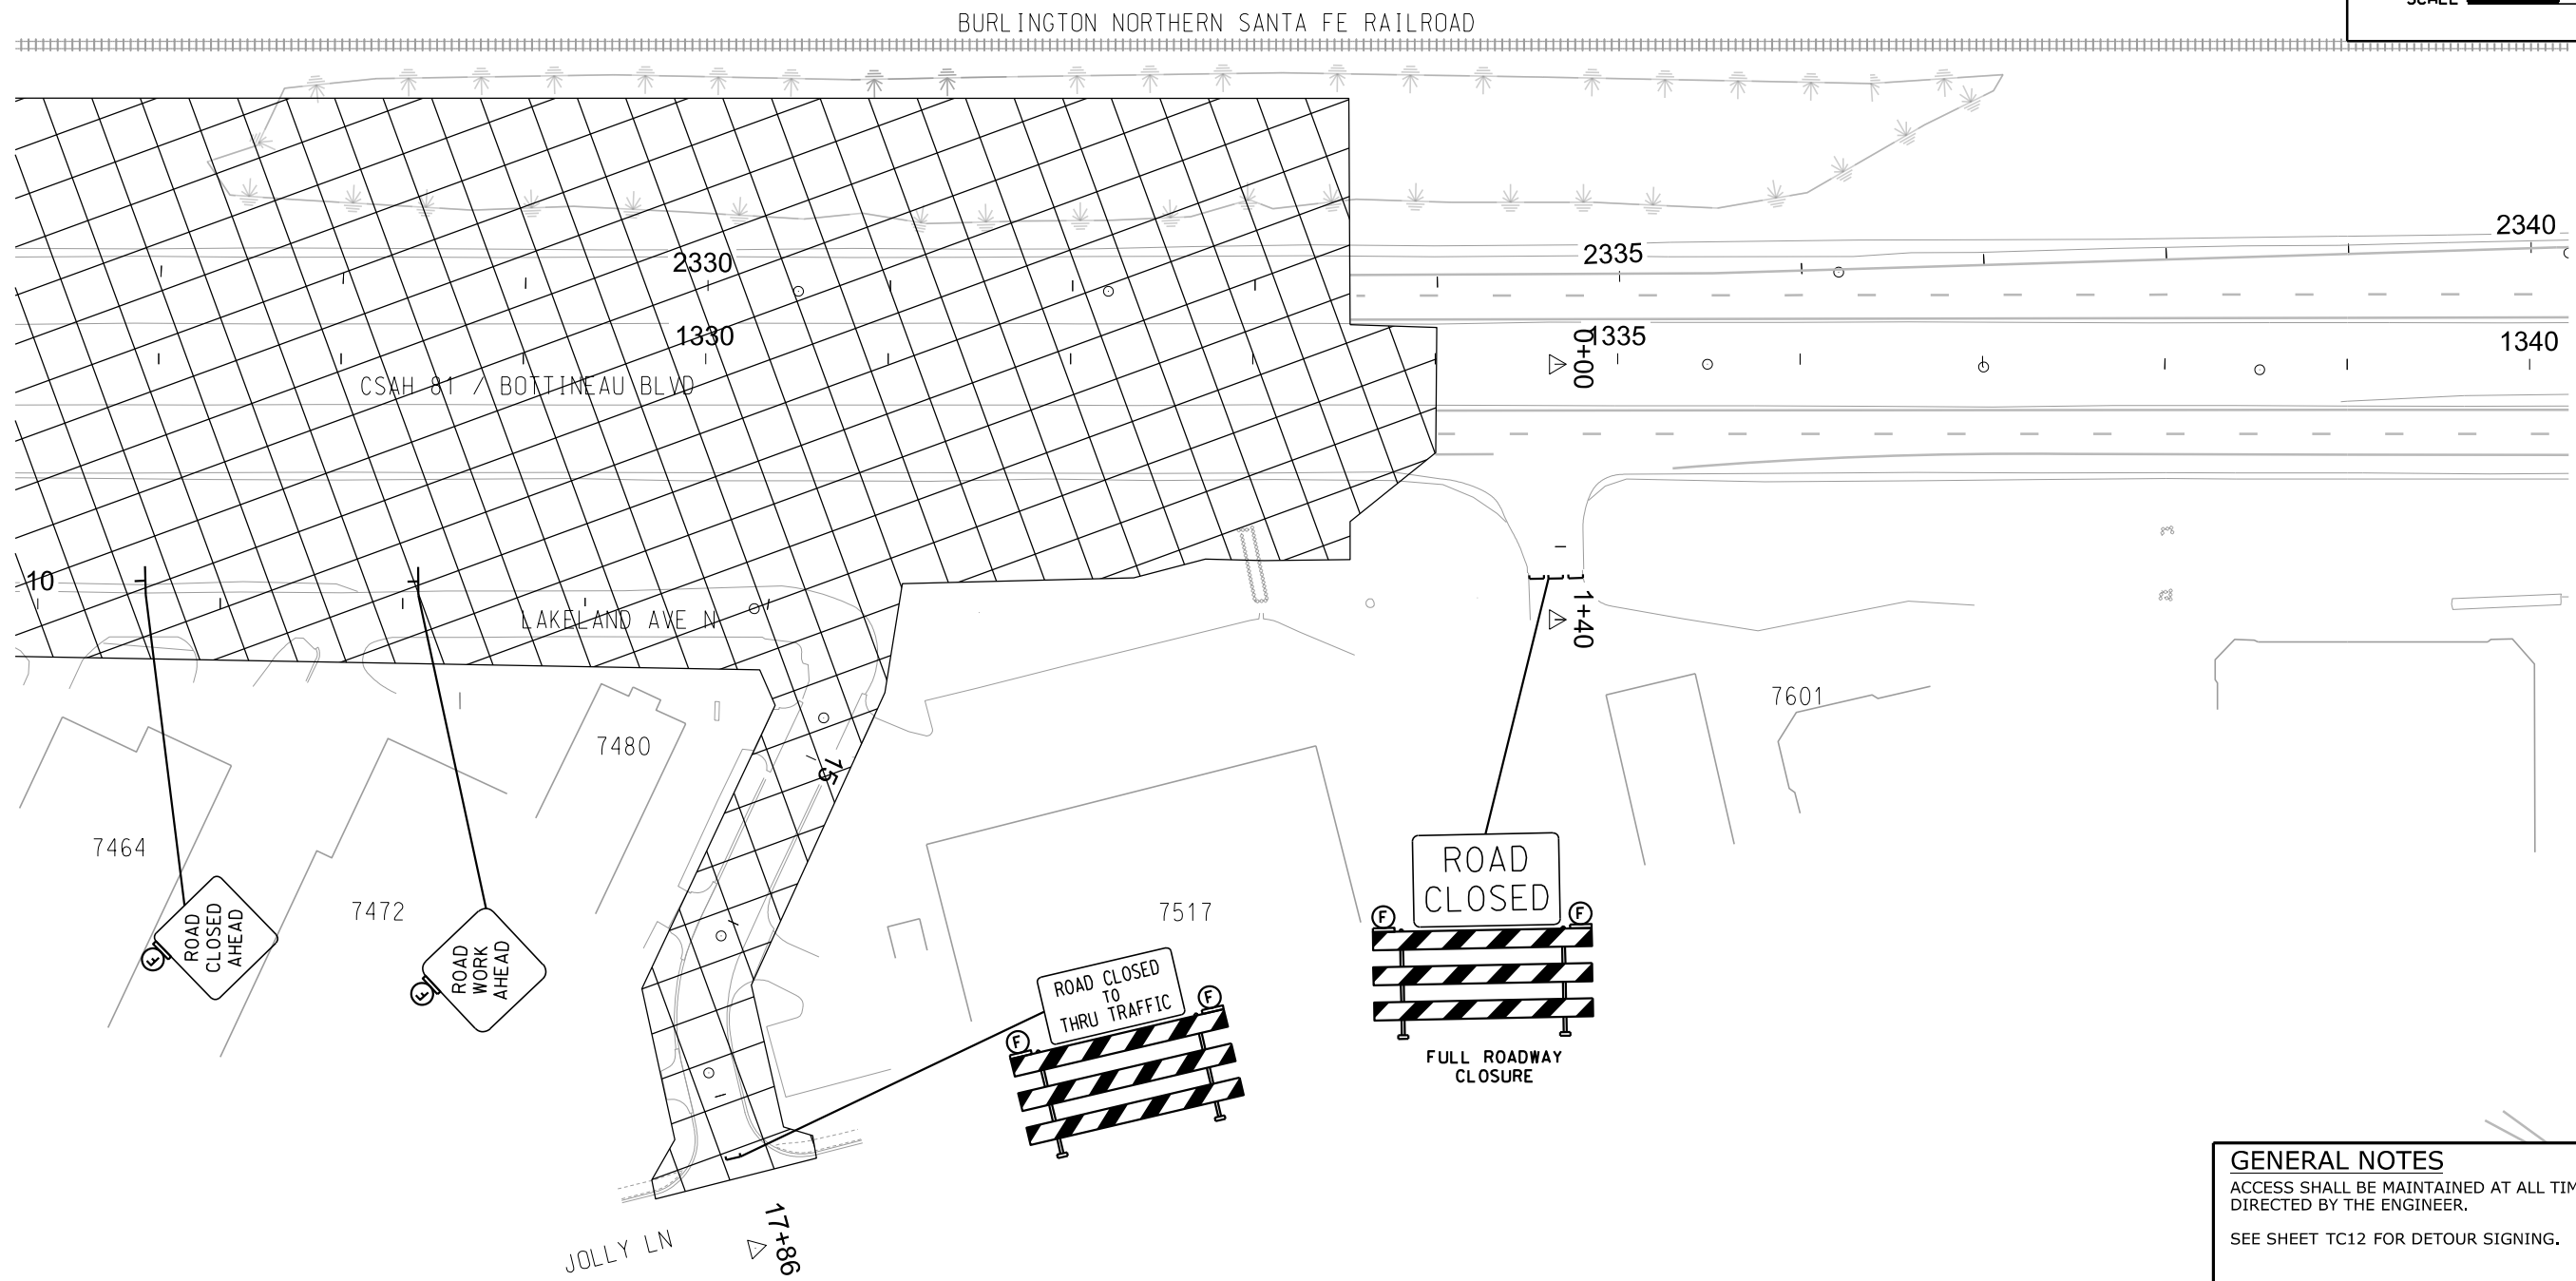 BURLINGTON NORTHERN SANTA FE RAILROAD
2340
2335
2330
1330
0+00
1335
1340
CSAH 81 / BOTTINEAU BLVD
10
LAKELAND AVE N
1+40
7601
7480
15
7464
7472
7517
ROAD
CLOSED
AHEAD
F
ROAD
WORK
AHEAD
F
ROAD CLOSED
TO
THRU TRAFFIC
F
F
ROAD
CLOSED
F
F
FULL ROADWAY
CLOSURE
17+86
JOLLY LN
GENERAL NOTES
ACCESS SHALL BE MAINTAINED AT ALL
DIRECTED BY THE ENGINEER.
SEE SHEET TC12 FOR DETOUR SIGNING.